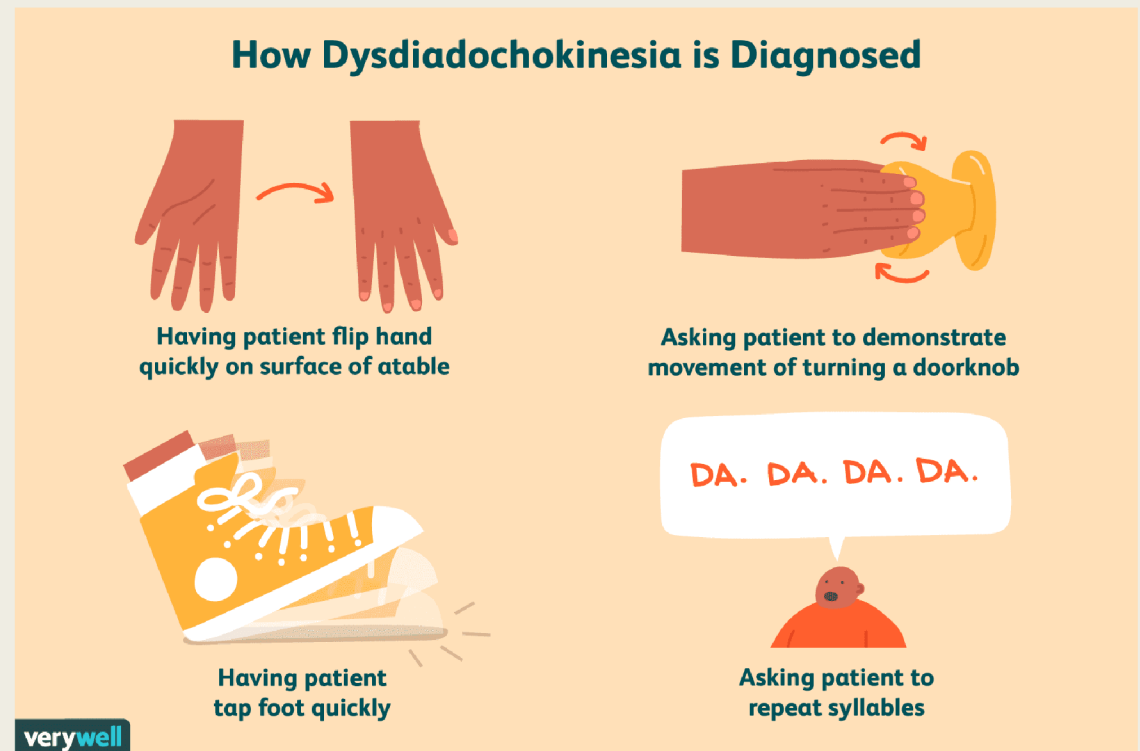 How Dysdiadochokinesia is Diagnosed
Having patient flip hand
quickly on surface of atable
Asking patient to demonstrate
movement of turning a doorknob
DA. DA. DA. DA.
Having patient
tap foot quickly
Asking patient to
repeat syllables
verywell